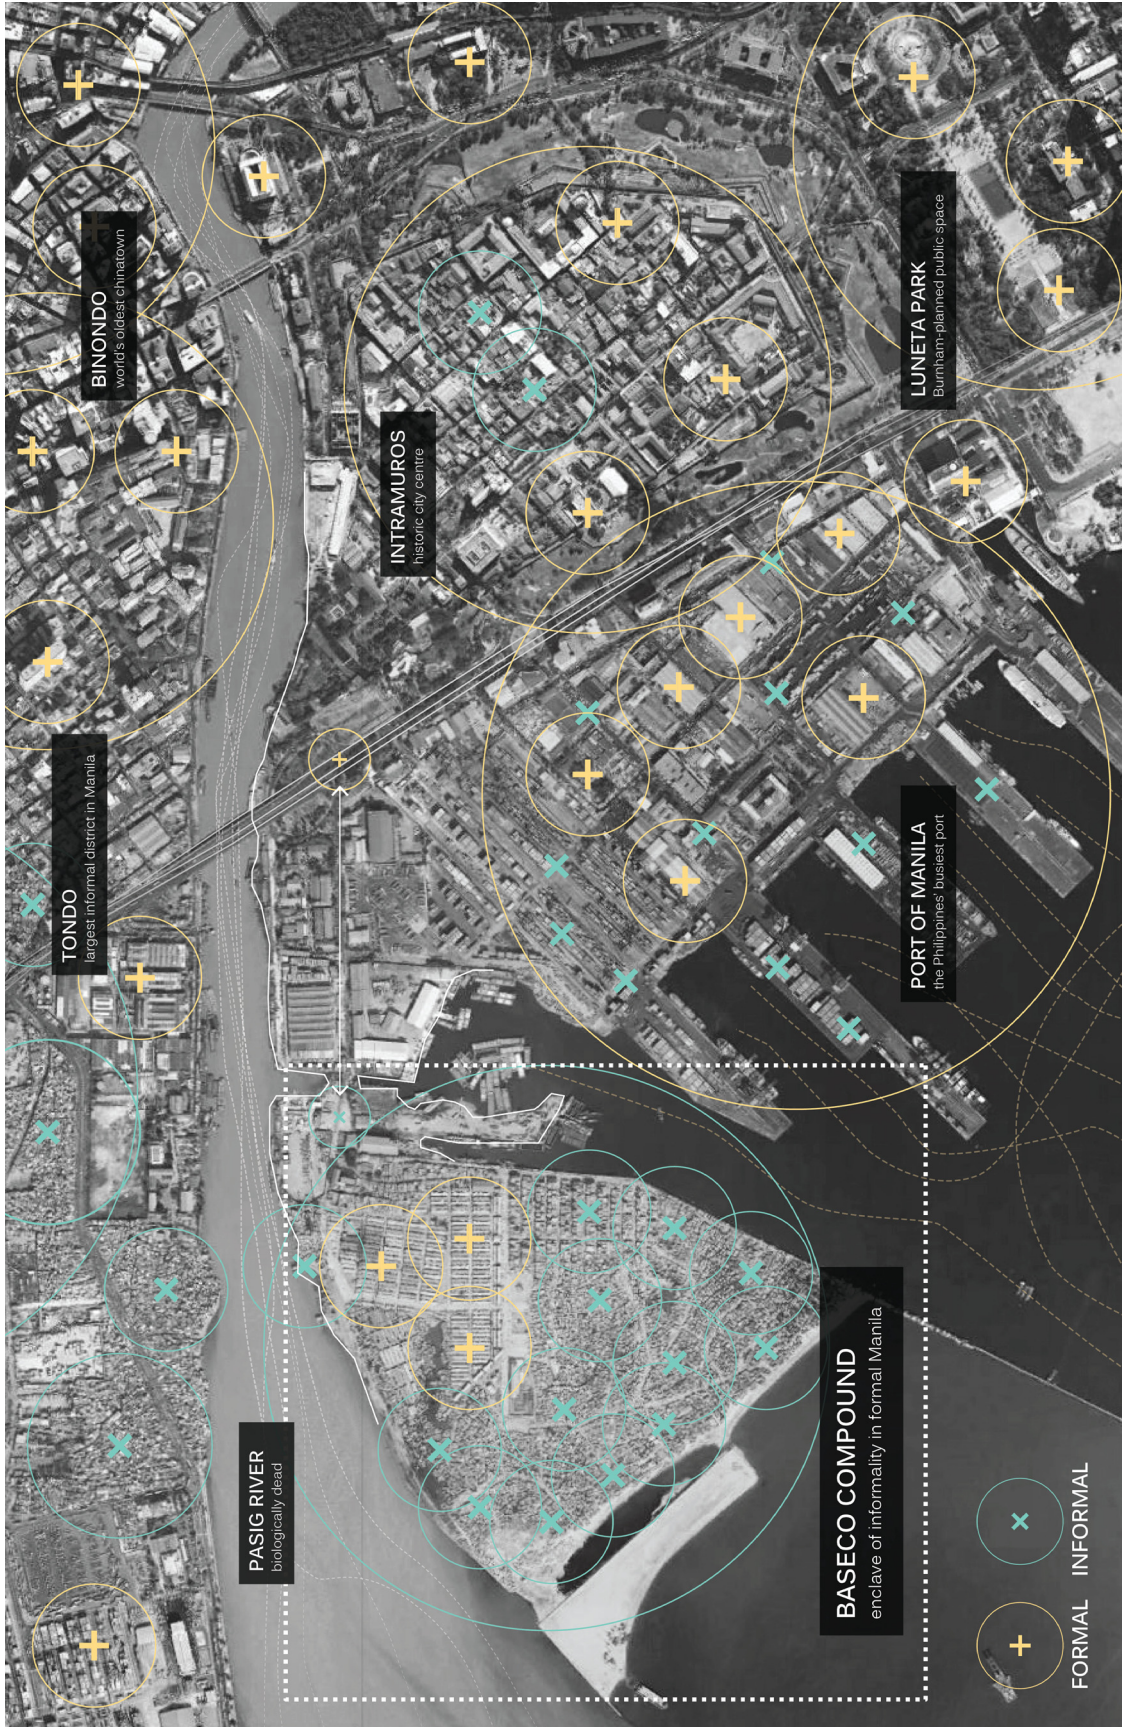 TONDO
largest informal district in Manila
BINONDO
world's oldest chinatown
PASIG RIVER
biologically dead
INTRAMUROS
historic city centre
BASECO COMPOUND
enclave of informality in formal Manila
PORT OF MANILA
the Philippines' busiest port
LUNETA PARK
Burnham-planned public space
FORMAL
INFORMAL